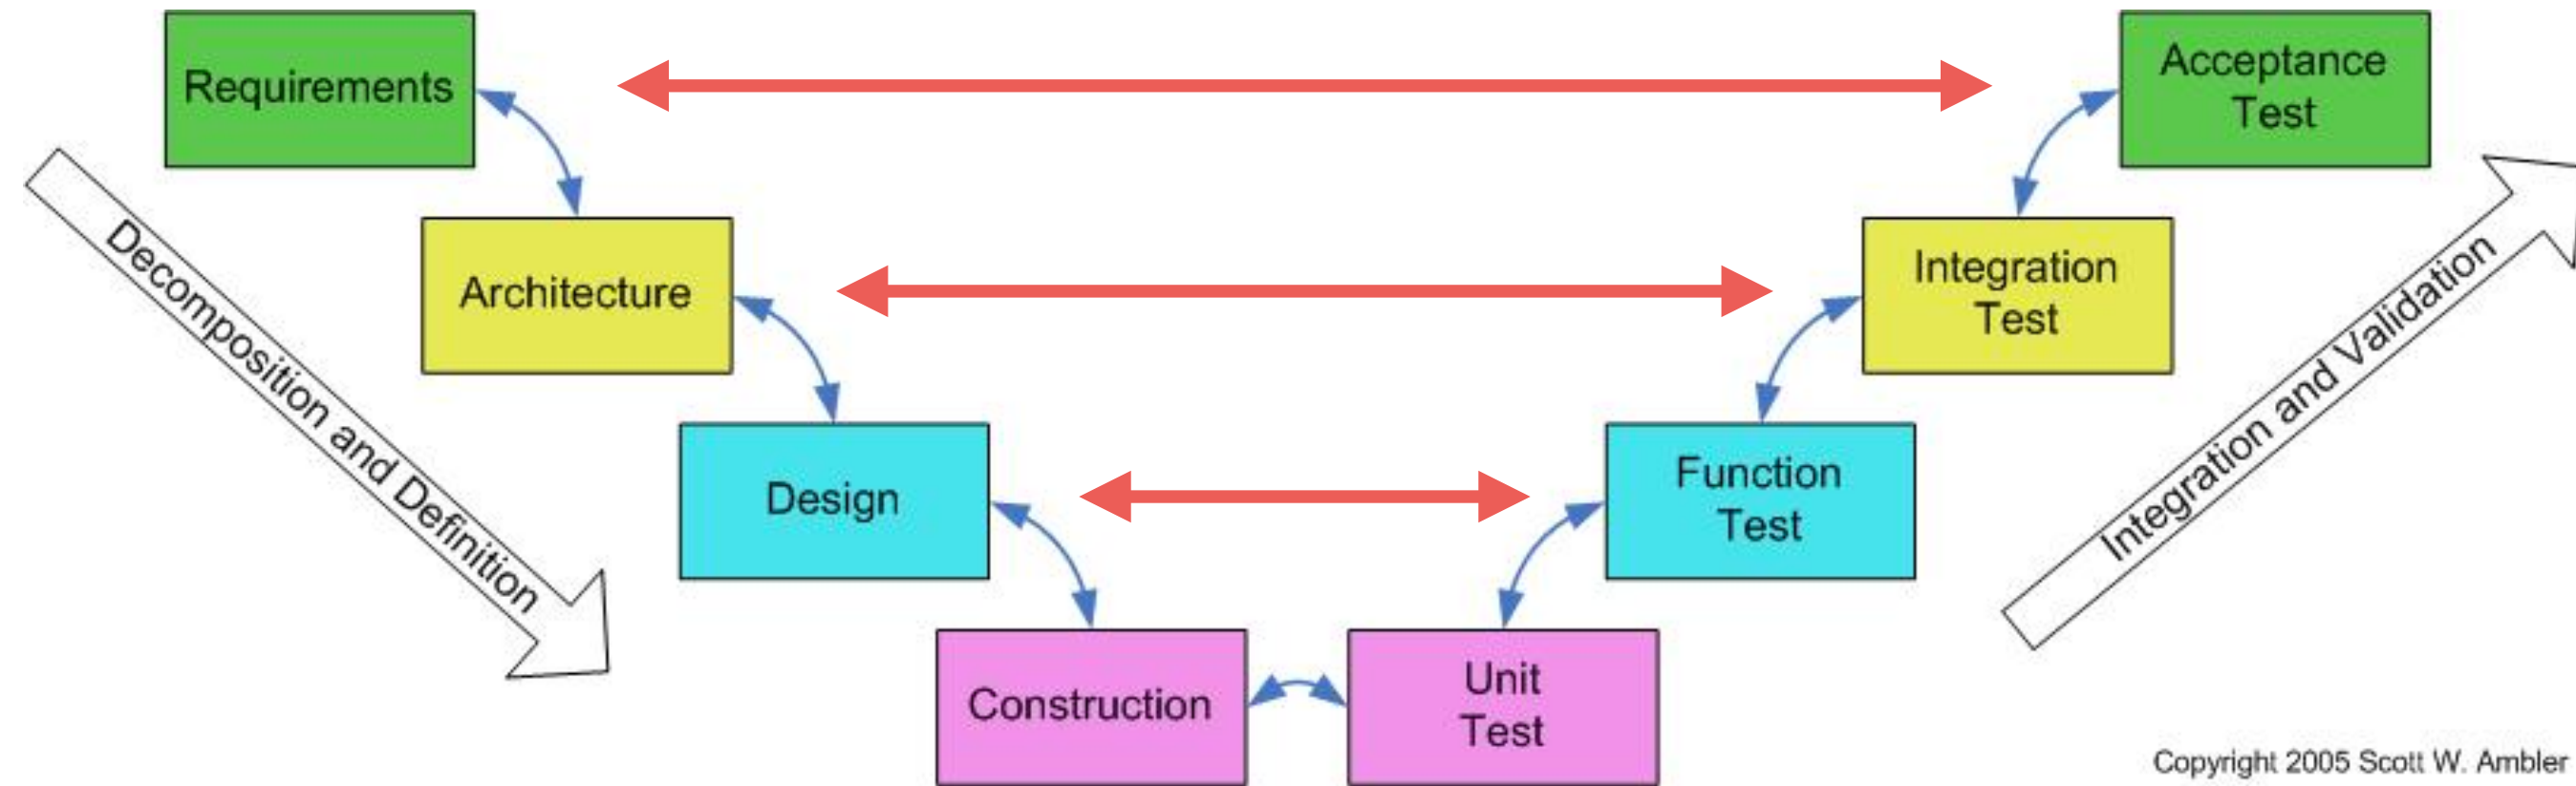 Requirements
Acceptance
Test
Architecture
Integration
Test
Decomposition and Definition
Integration and Validation
Design
Function
Test
Construction
Unit
Test
Copyright 2005 Scott W. Ambler